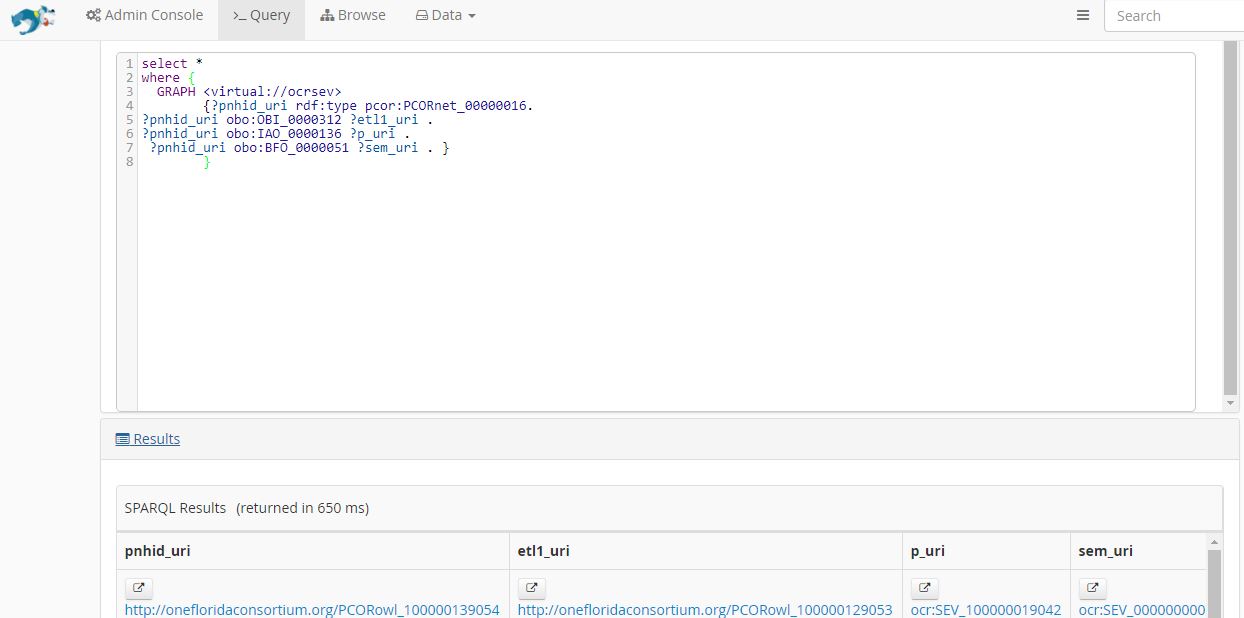 Admin Console >_ Query Browse Data Search
1 select *
2 where {
3 GRAPH <virtual://ocrsev>
4 {?pnhid_uri rdf:type pcor:PCORnet_00000016.
5 ?pnhid_uri obo:OBI_0000312 ?etl1_uri .
6 ?pnhid_uri obo:IAO_0000136 ?p_uri .
7 ?pnhid_uri obo:BFO_0000051 ?sem_uri . }
8 }
Results
SPARQL Results (returned in 650 ms)
pnhid_uri etl1_uri p_uri sem_uri
http://onefloridaconsortium.org/PCORowl_100000139054 http://onefloridaconsortium.org/PCORowl_100000129053 ocr:SEV_100000019042 ocr:SEV_000000000